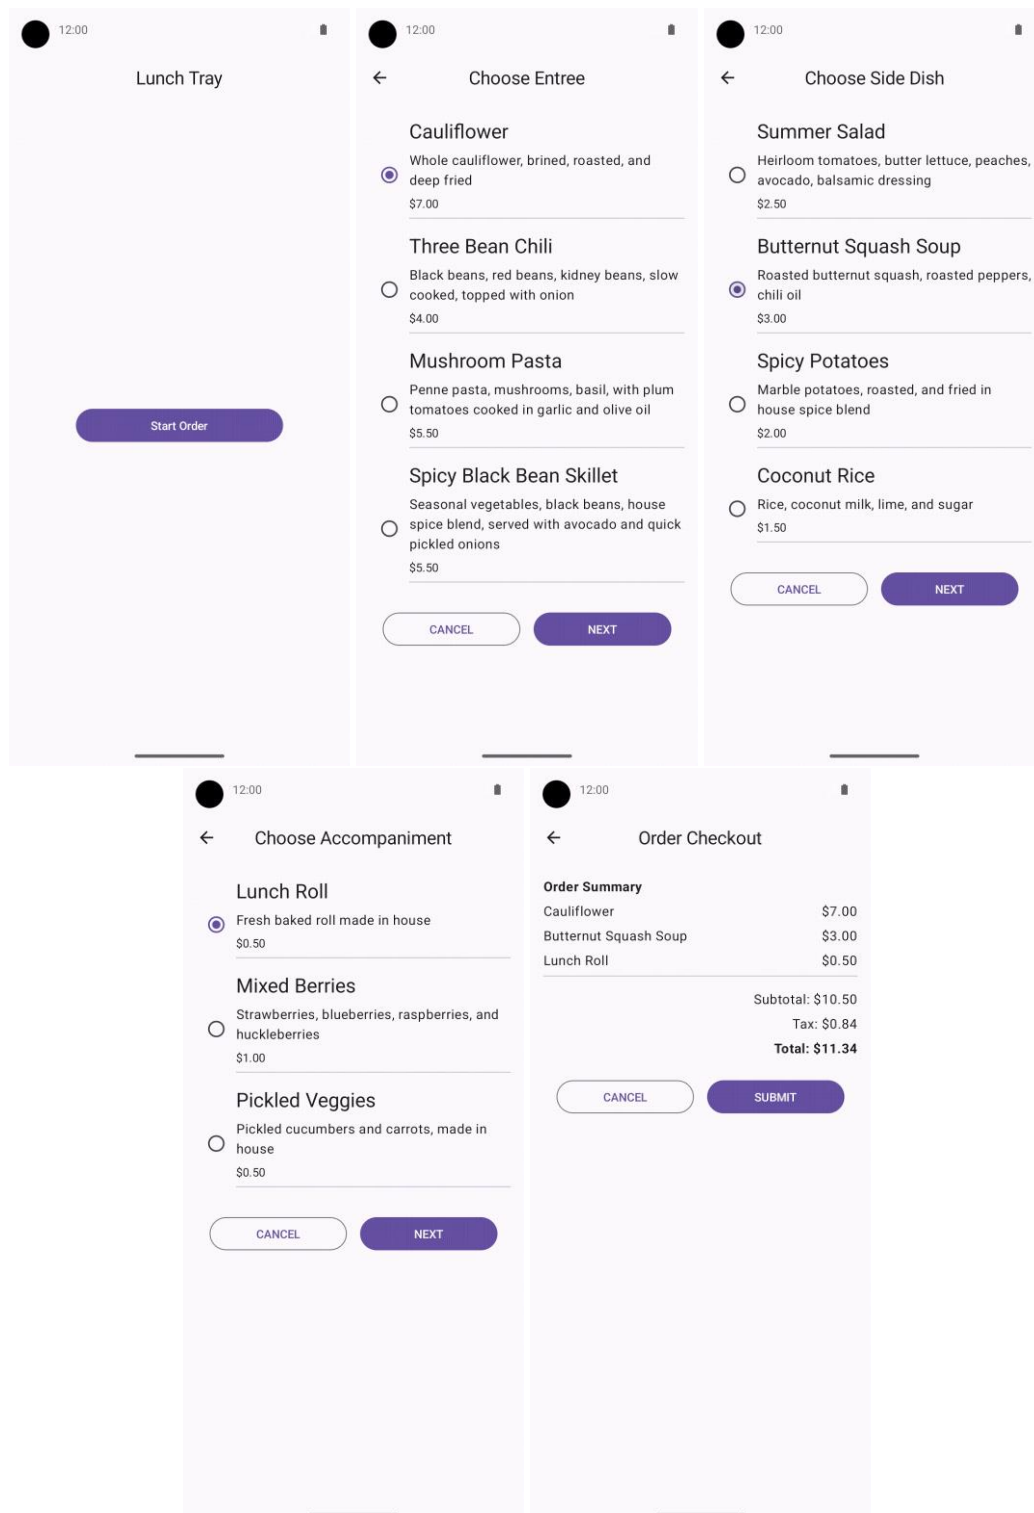 12:00
Lunch Tray
Start Order
12:00
Choose Entree
Cauliflower
Whole cauliflower, brined, roasted, and
deep fried
$7.00
Three Bean Chili
Black beans, red beans, kidney beans, slow
cooked, topped with onion
$4.00
Mushroom Pasta
Penne pasta, mushrooms, basil, with plum
tomatoes cooked in garlic and olive oil
$5.50
Spicy Black Bean Skillet
Seasonal vegetables, black beans, house
spice blend, served with avocado and quick
pickled onions
$5.50
CANCEL
NEXT
12:00
Choose Side Dish
Summer Salad
Heirloom tomatoes, butter lettuce, peaches,
avocado, balsamic dressing
$2.50
Butternut Squash Soup
Roasted butternut squash, roasted peppers,
chili oil
$3.00
Spicy Potatoes
Marble potatoes, roasted, and fried in
house spice blend
$2.00
Coconut Rice
Rice, coconut milk, lime, and sugar
$1.50
CANCEL
NEXT
12:00
Choose Accompaniment
Lunch Roll
Fresh baked roll made in house
$0.50
Mixed Berries
Strawberries, blueberries, raspberries, and
huckleberries
$1.00
Pickled Veggies
Pickled cucumbers and carrots, made in
house
$0.50
CANCEL
NEXT
12:00
Order Checkout
Order Summary
Cauliflower $7.00
Butternut Squash Soup $3.00
Lunch Roll $0.50
Subtotal: $10.50
Tax: $0.84
Total: $11.34
CANCEL
SUBMIT